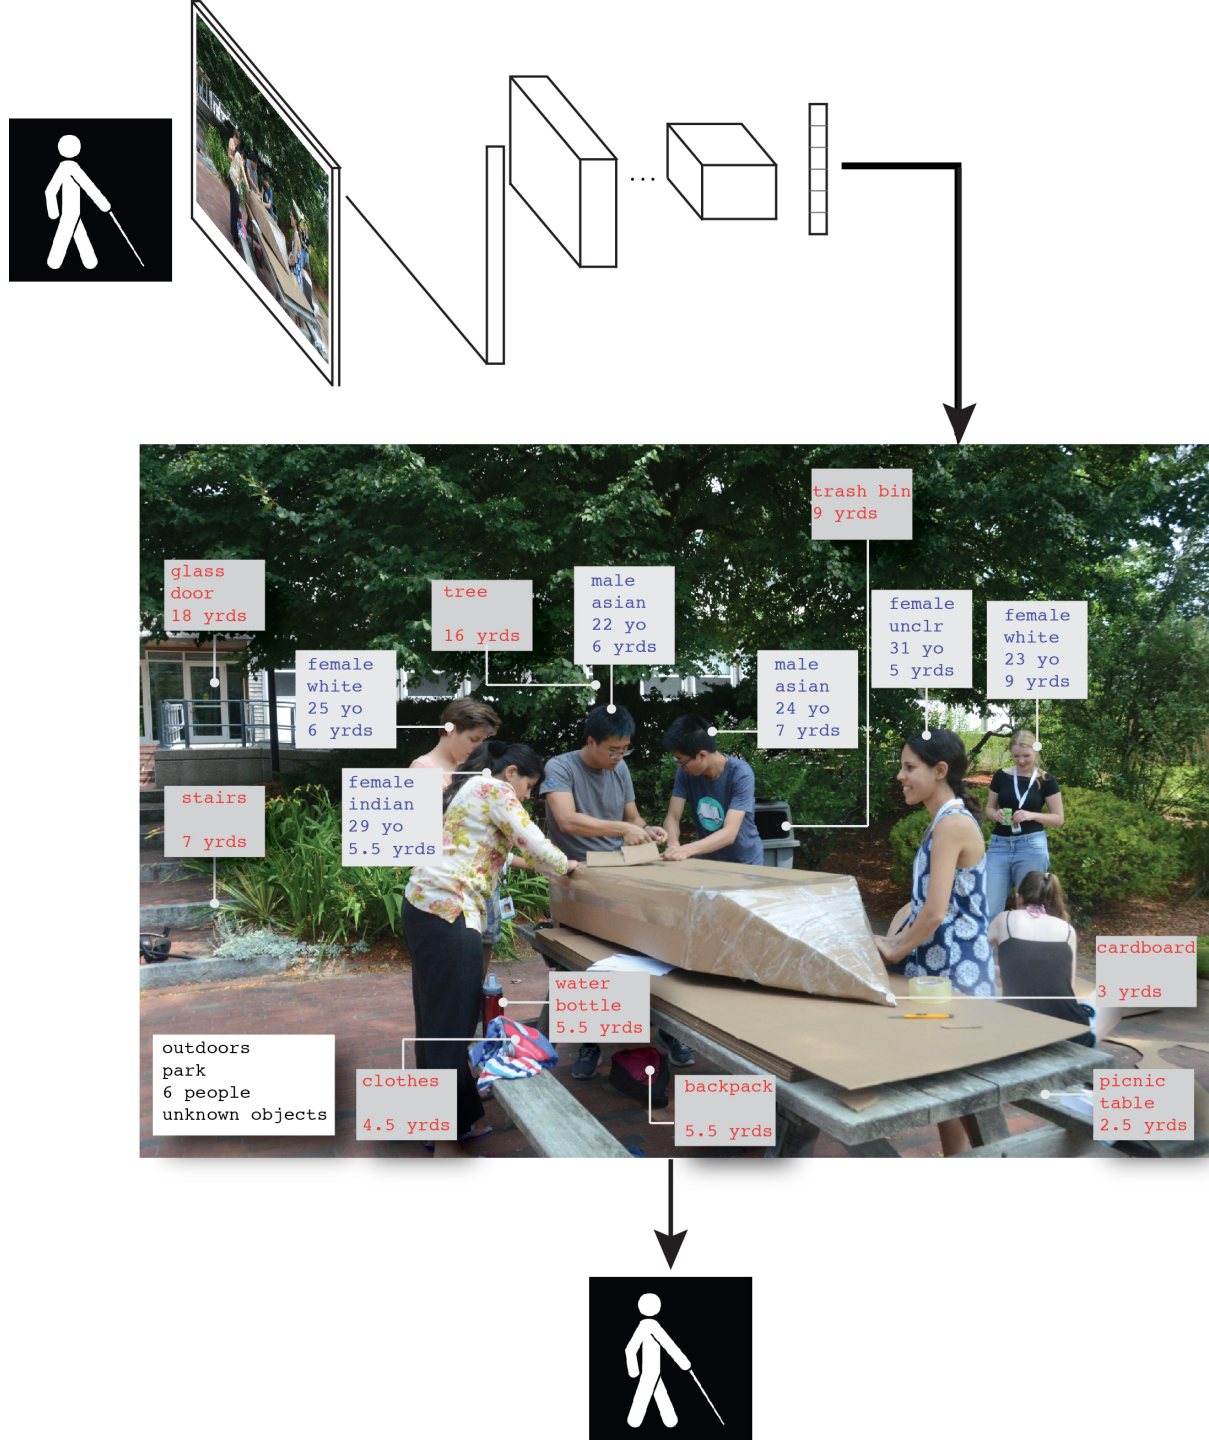 ...
trash bin
9 yrds
glass
door
18 yrds
tree
16 yrds
male
asian
22 yo
6 yrds
female
unclr
31 yo
5 yrds
female
white
23 yo
9 yrds
female
white
25 yo
6 yrds
male
asian
24 yo
7 yrds
female
indian
29 yo
5.5 yrds
stairs
7 yrds
cardboard
3 yrds
water
bottle
5.5 yrds
outdoors
park
6 people
unknown objects
clothes
4.5 yrds
backpack
5.5 yrds
picnic
table
2.5 yrds